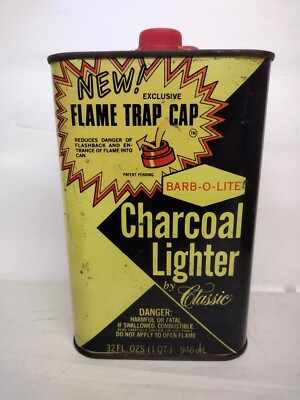 NEW!
EXCLUSIVE
FLAME TRAP CAP
TM
REDUCES DANGER OF
FLASHBACK AND EN-
TRANCE OF FLAME INTO
CAN.
PATENT PENDING
BARB-O-LITE
Charcoal
Lighter
by Classic
DANGER:
HARMFUL OR FATAL
IF SWALLOWED, COMBUSTIBLE.
DO NOT APPLY TO OPEN FLAME
32 FL OZS (1 QT) 946 mL